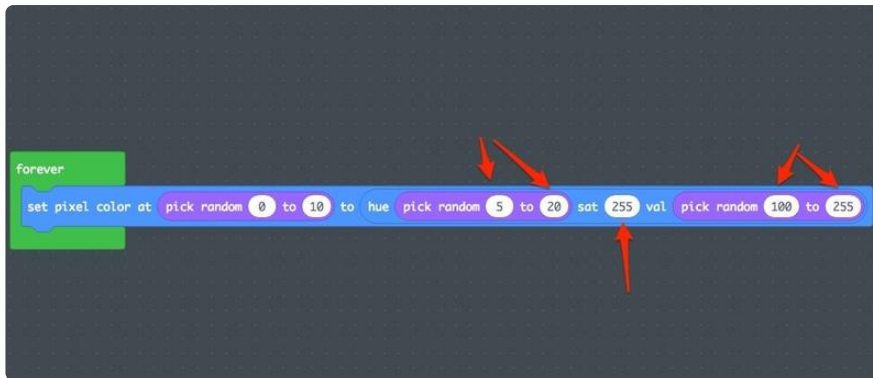 forever
set pixel color at pick random 0 to 10 to hue pick random 5 to 20 sat 255 val pick random 100 to 255